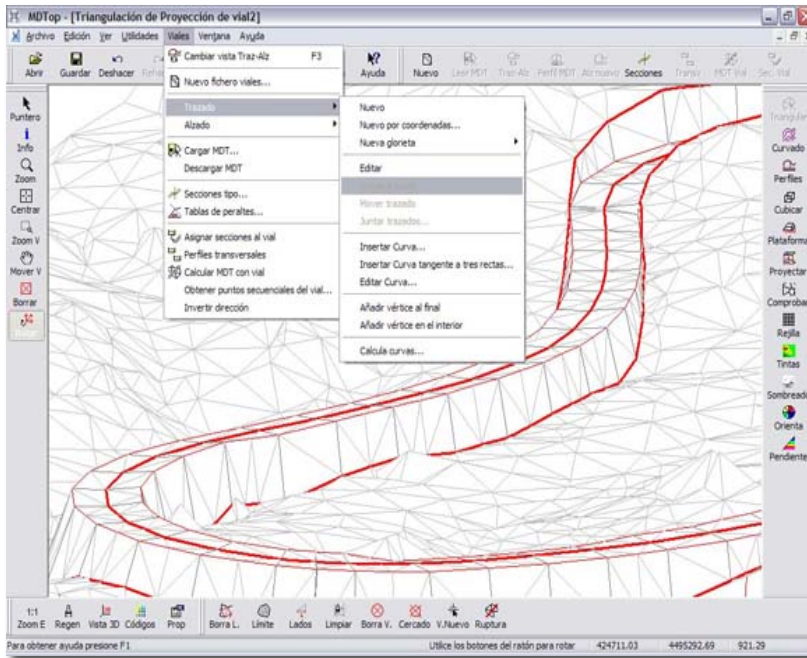 MDTop - [Triangulación de Proyección de vial2]
Archivo Edición Ver Utilidades Viales Ventana Ayuda
Abrir Guardar Deshacer Ayuda Nuevo Leer MDT Traz-Alz Perfil MDT Alz nuevo Secciones Transv MDT Vial Sec. Vial
Cambiar vista Traz-Alz F3
Nuevo fichero viales...
Trazado
Alzado
Cargar MDT...
Descargar MDT
Secciones tipo...
Tablas de peraltes...
Asignar secciones al vial
Perfiles transversales
Calcular MDT con vial
Obtener puntos secuenciales del vial...
Invertir dirección
Nuevo
Nuevo por coordenadas...
Nueva glorieta
Editar
Mover trazado
Juntar trazados...
Insertar Curva...
Insertar Curva tangente a tres rectas...
Editar Curva...
Añadir vértice al final
Añadir vértice en el interior
Calcula curvas...
Puntero
Info
Zoom
Centrar
Zoom V
Mover V
Borrar
Triangular
Curvado
Perfiles
Cubicar
Plataforma
Proyectar
Comprobar
Rejilla
Tintas
Sombreado
Orienta
Pendiente
1:1
Zoom E Regen Vista 3D Códigos Prop Borra L. Límite Lados Limpiar Borra V. Cercado V.Nuevo Ruptura
Para obtener ayuda presione F1 Utilice los botones del ratón para rotar 424711.03 4495292.69 921.29